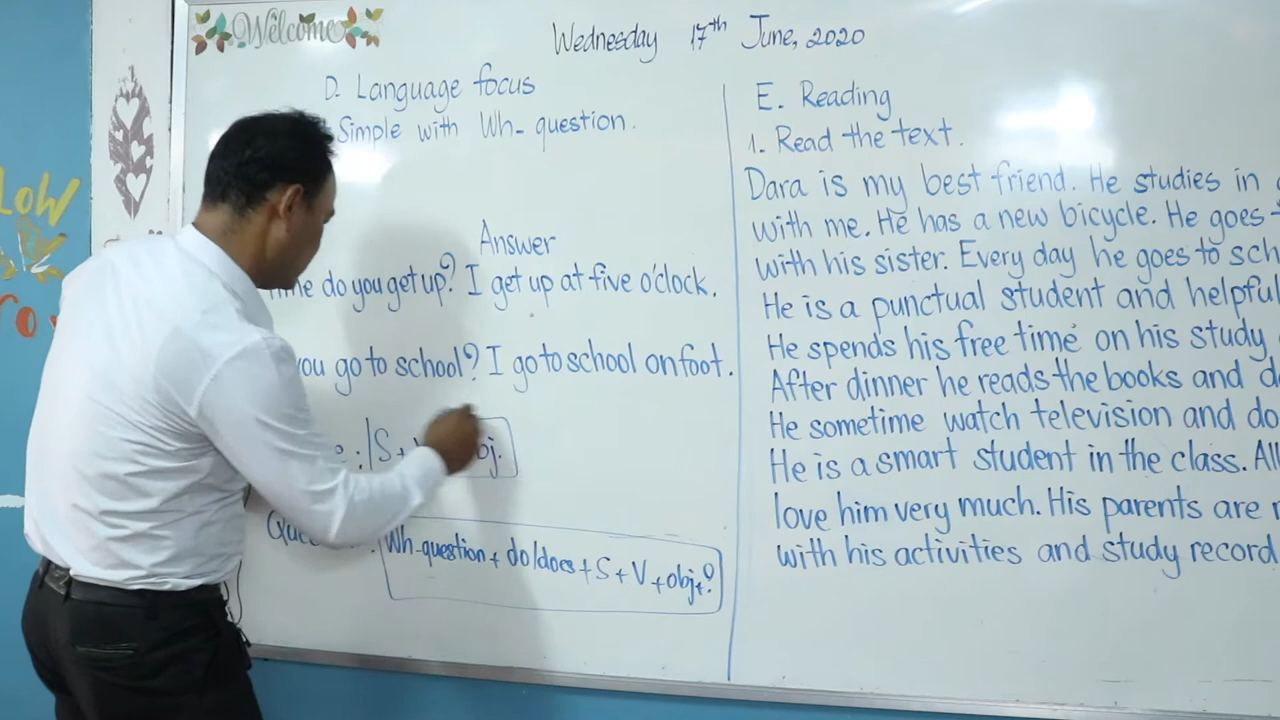 Welcome
Wednesday 17th June, 2020
D. Language focus
Simple with Wh-question.
Answer
do you get up? I get up at five o'clock.
you go to school? I go to school on foot.
S+ obj.
Wh-question + do/does + S + V + obj+?
E. Reading
1. Read the text.
Dara is my best friend. He studies in
with me. He has a new bicycle. He goes
with his sister. Every day he goes to
He is a punctual student and helpful
He spends his free time on his study
After dinner he reads the books and
He sometime watch television and do
He is a smart student in the class. All
love him very much. His parents are
with his activities and study record
LOW